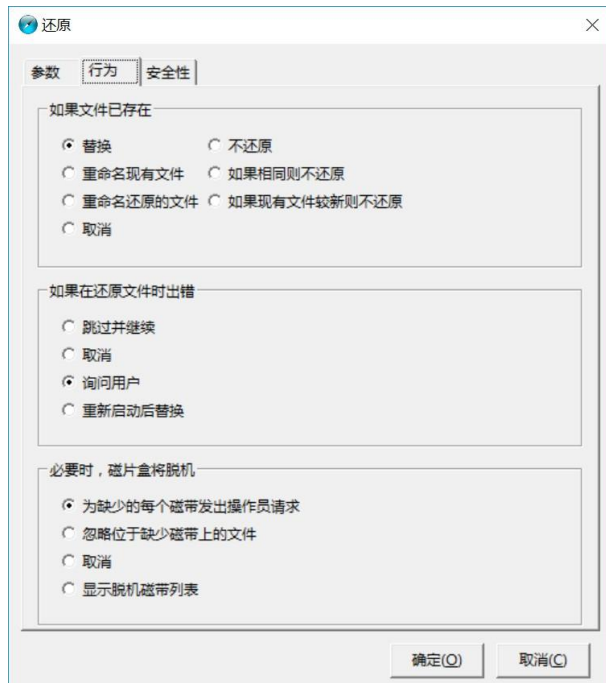 还原
参数 行为 安全性
如果文件已存在
替换 不还原
重命名现有文件 如果相同则不还原
重命名还原的文件 如果现有文件较新则不还原
取消
如果在还原文件时出错
跳过并继续
取消
询问用户
重新启动后替换
必要时，磁片盒将脱机
为缺少的每个磁带发出操作员请求
忽略位于缺少磁带上的文件
取消
显示脱机磁带列表
确定(O) 取消(C)